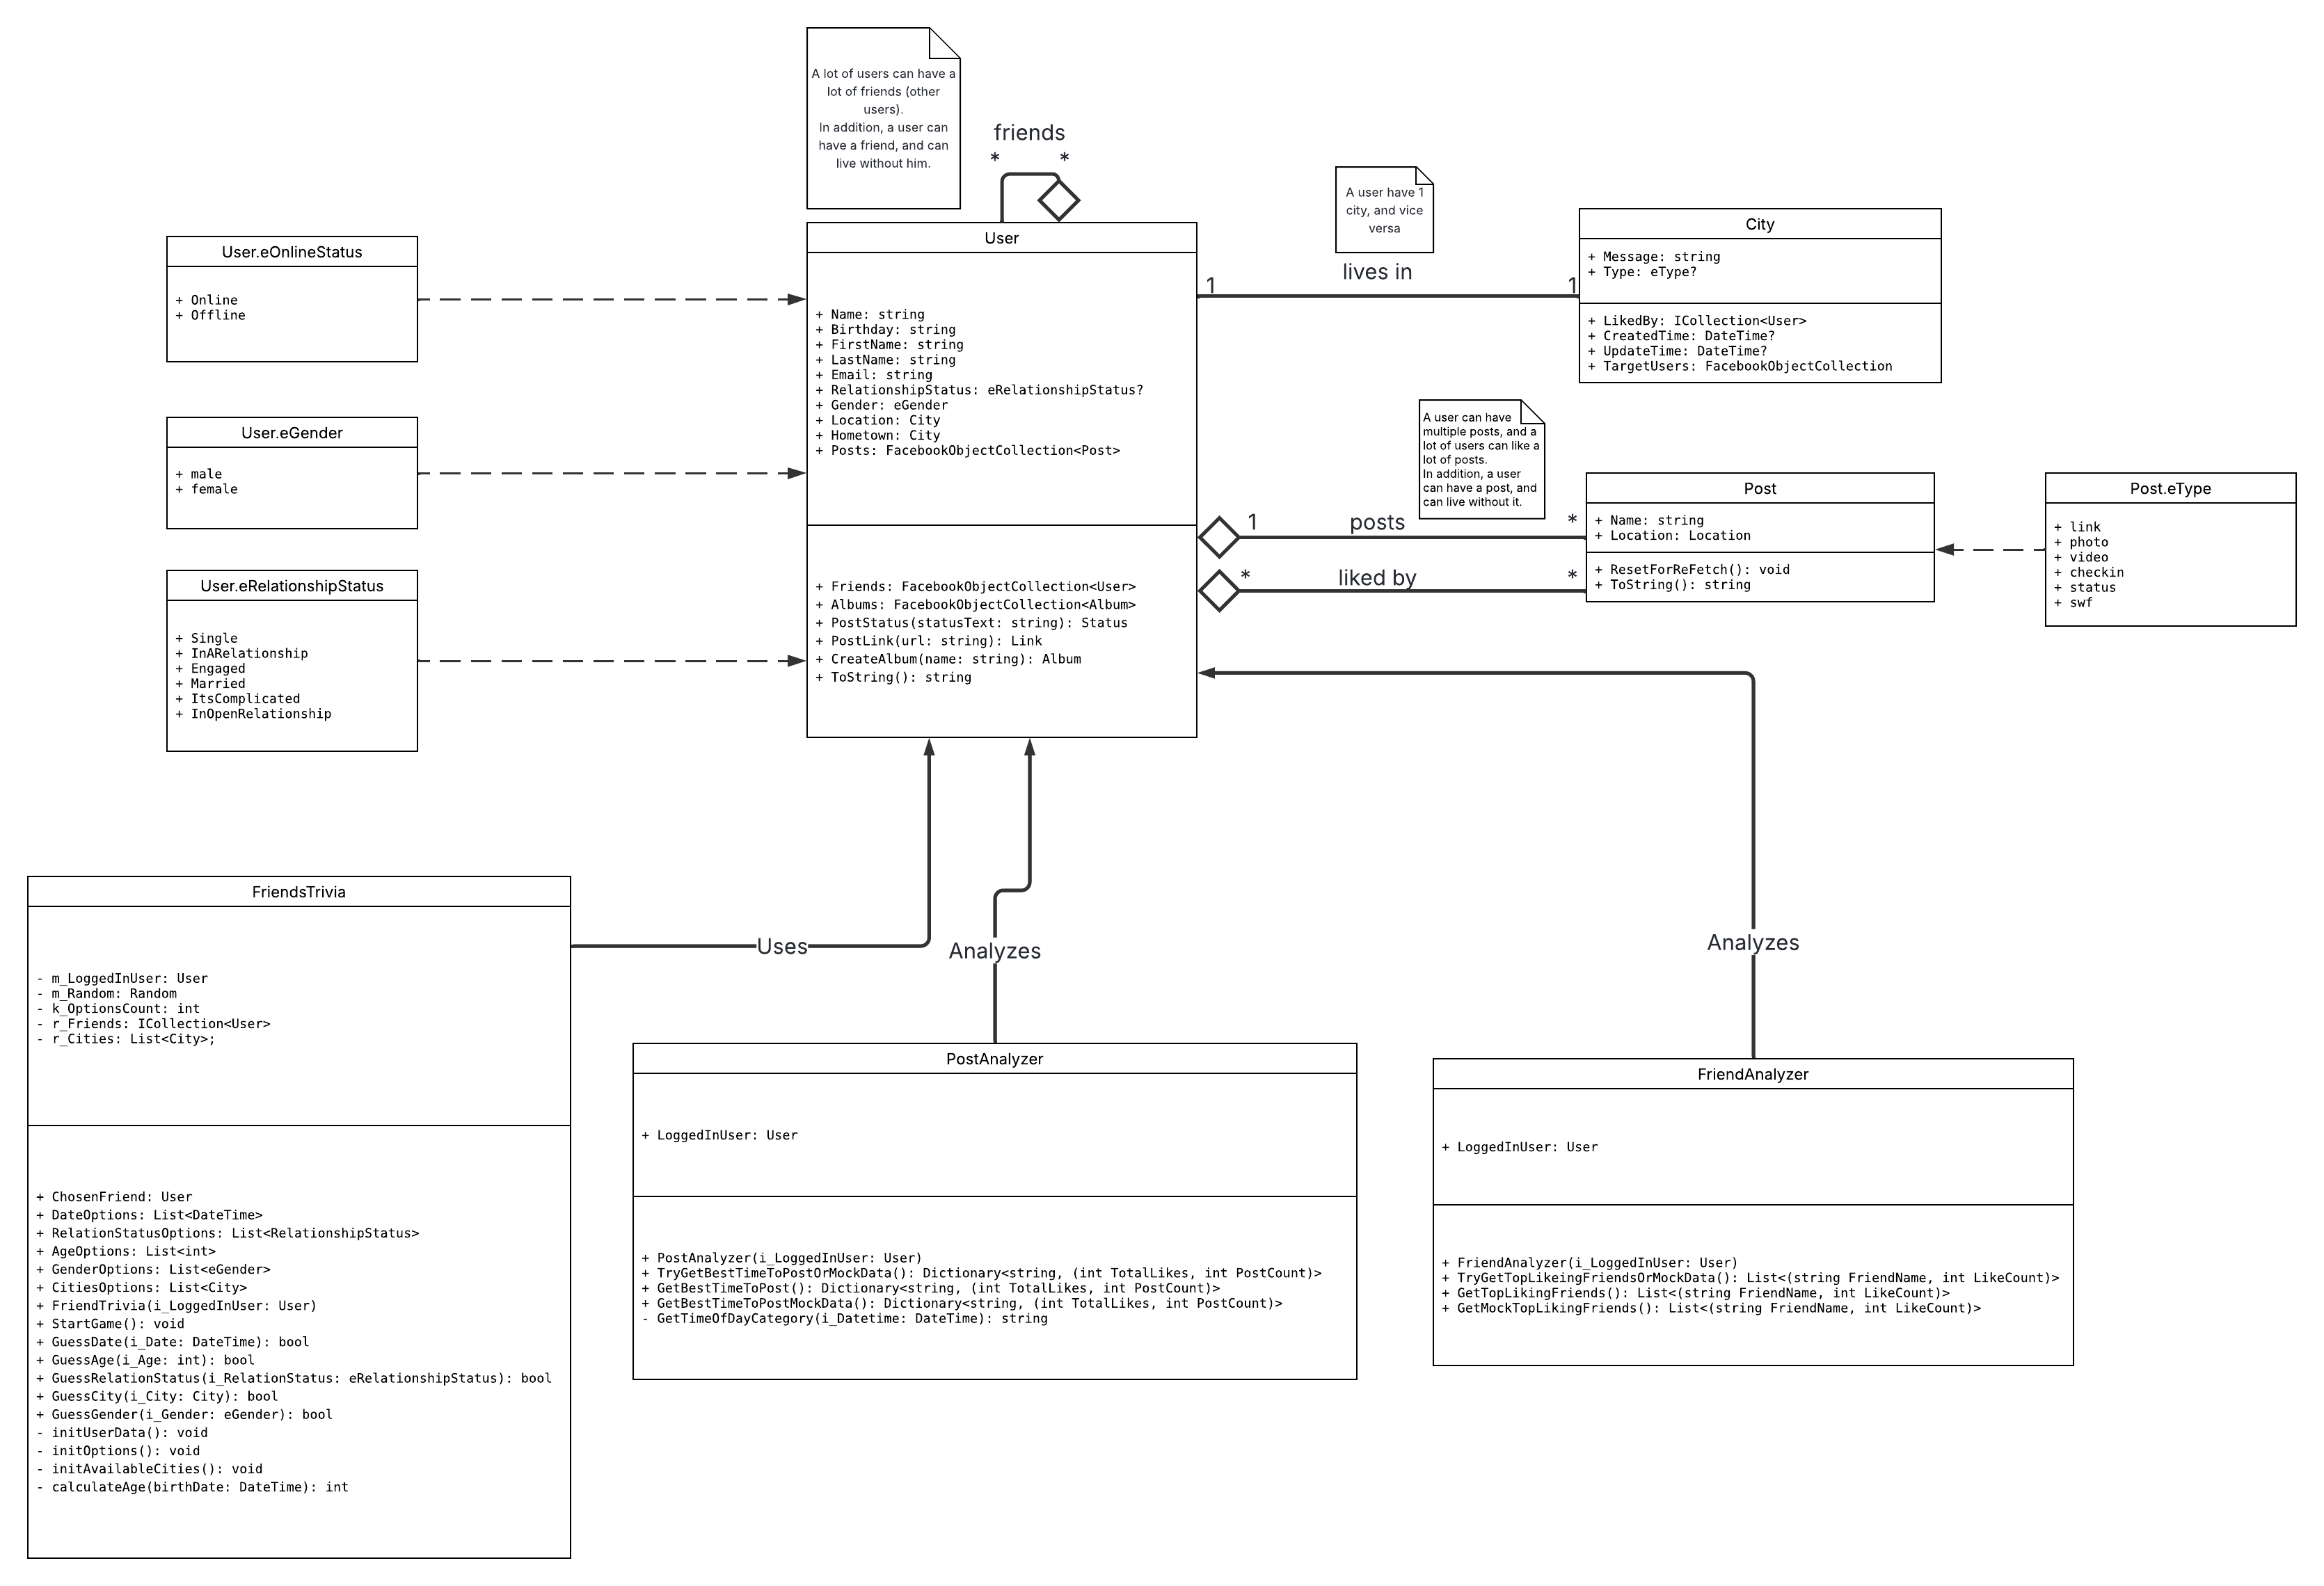 A lot of users can have a
lot of friends (other
users).
In addition, a user can
have a friend, and can
live without him.
friends
*
*
A user have 1
city, and vice
versa
lives in
1
1
User.eOnlineStatus
+ Online
+ Offline
User.eGender
+ male
+ female
User.eRelationshipStatus
+ Single
+ InARelationship
+ Engaged
+ Married
+ ItsComplicated
+ InOpenRelationship
User
+ Name: string
+ Birthday: string
+ FirstName: string
+ LastName: string
+ Email: string
+ RelationshipStatus: eRelationshipStatus?
+ Gender: eGender
+ Location: City
+ Hometown: City
+ Posts: FacebookObjectCollection<Post>
+ Friends: FacebookObjectCollection<User>
+ Albums: FacebookObjectCollection<Album>
+ PostStatus(statusText: string): Status
+ PostLink(url: string): Link
+ CreateAlbum(name: string): Album
+ ToString(): string
City
+ Message: string
+ Type: eType?
+ LikedBy: ICollection<User>
+ CreatedTime: DateTime?
+ UpdateTime: DateTime?
+ TargetUsers: FacebookObjectCollection
A user can have
multiple posts, and a
lot of users can like a
lot of posts.
In addition, a user
can have a post, and
can live without it.
1
posts
*
*
liked by
*
Post
+ Name: string
+ Location: Location
+ ResetForReFetch(): void
+ ToString(): string
Post.eType
+ link
+ photo
+ video
+ checkin
+ status
+ swf
Uses
Analyzes
Analyzes
FriendsTrivia
- m_LoggedInUser: User
- m_Random: Random
- k_OptionsCount: int
- r_Friends: ICollection<User>
- r_Cities: List<City>;
+ ChosenFriend: User
+ DateOptions: List<DateTime>
+ RelationStatusOptions: List<RelationshipStatus>
+ AgeOptions: List<int>
+ GenderOptions: List<eGender>
+ CitiesOptions: List<City>
+ FriendTrivia(i_LoggedInUser: User)
+ StartGame(): void
+ GuessDate(i_Date: DateTime): bool
+ GuessAge(i_Age: int): bool
+ GuessRelationStatus(i_RelationStatus: eRelationshipStatus): bool
+ GuessCity(i_City: City): bool
+ GuessGender(i_Gender: eGender): bool
- initUserData(): void
- initOptions(): void
- initAvailableCities(): void
- calculateAge(birthDate: DateTime): int
PostAnalyzer
+ LoggedInUser: User
+ PostAnalyzer(i_LoggedInUser: User)
+ TryGetBestTimeToPostOrMockData(): Dictionary<string, (int TotalLikes, int PostCount)>
+ GetBestTimeToPost(): Dictionary<string, (int TotalLikes, int PostCount)>
+ GetBestTimeToPostMockData(): Dictionary<string, (int TotalLikes, int PostCount)>
- GetTimeOfDayCategory(i_Datetime: DateTime): string
FriendAnalyzer
+ LoggedInUser: User
+ FriendAnalyzer(i_LoggedInUser: User)
+ TryGetTopLikeingFriendsOrMockData(): List<(string FriendName, int LikeCount)>
+ GetTopLikingFriends(): List<(string FriendName, int LikeCount)>
+ GetMockTopLikingFriends(): List<(string FriendName, int LikeCount)>